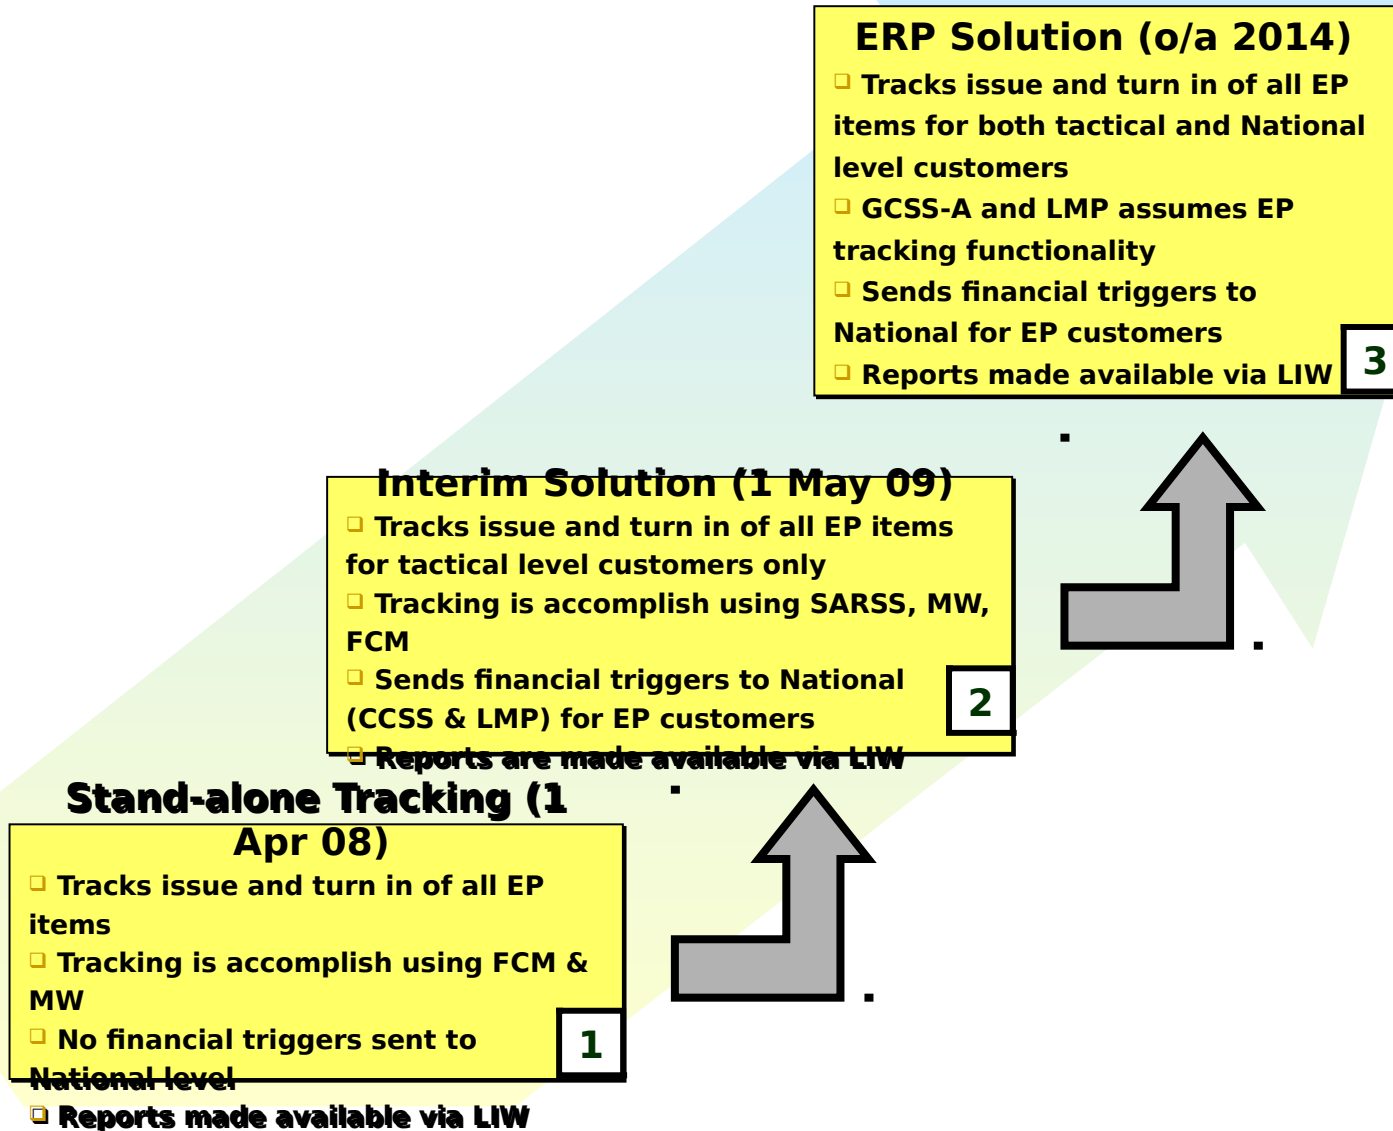 ERP Solution (o/a 2014)
❑ Tracks issue and turn in of all EP
items for both tactical and National
level customers
❑ GCSS-A and LMP assumes EP
tracking functionality
❑ Sends financial triggers to
National for EP customers
❑ Reports made available via LIW
3
Interim Solution (1 May 09)
❑ Tracks issue and turn in of all EP items
for tactical level customers only
❑ Tracking is accomplish using SARSS, MW,
FCM
❑ Sends financial triggers to National
(CCSS & LMP) for EP customers
❑ Reports are made available via LIW
2
Stand-alone Tracking (1
Apr 08)
❑ Tracks issue and turn in of all EP
items
❑ Tracking is accomplish using FCM &
MW
❑ No financial triggers sent to
National level
❑ Reports made available via LIW
1